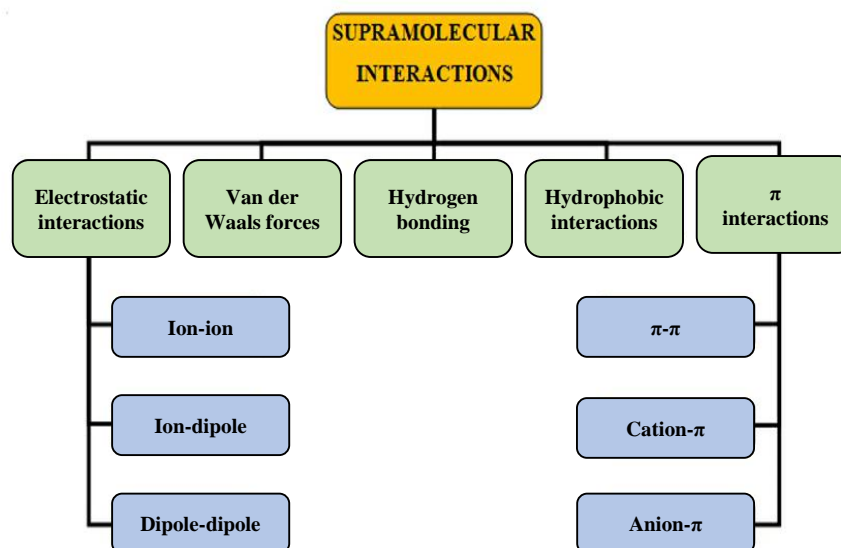 SUPRAMOLECULAR
INTERACTIONS
Electrostatic
interactions
Van der
Waals forces
Hydrogen
bonding
Hydrophobic
interactions
π
interactions
Ion-ion
π-π
Ion-dipole
Cation-π
Dipole-dipole
Anion-π